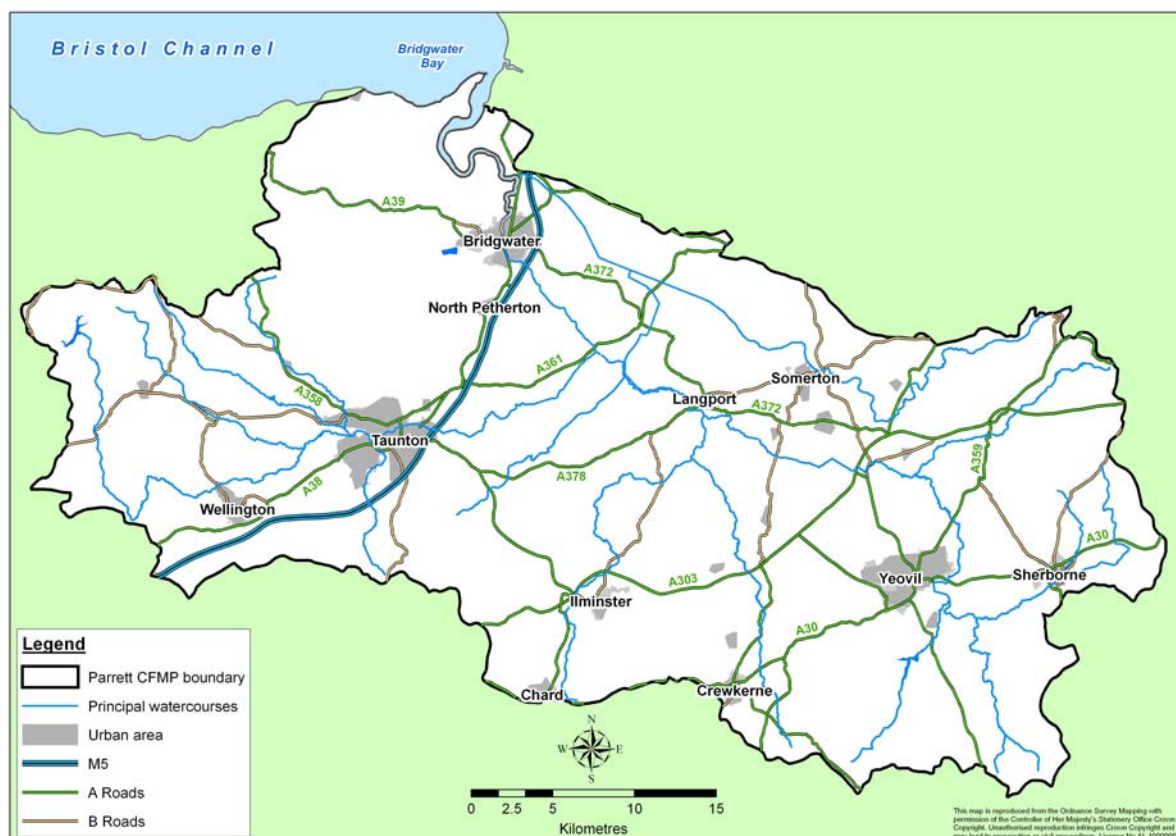 Bristol Channel
Bridgwater
Bay
A39
Bridgwater
A372
North Petherton
A361
Somerton
A358
Langport
A372
Taunton
A359
A38
A378
Wellington
A30
Yeovil
Sherborne
A303
Ilminster
A30
Chard
Crewkerne
Legend
Parrett CFMP boundary
Principal watercourses
Urban area
M5
A Roads
B Roads
N
W E
S
0 2.5 5 10 15
Kilometres
This map is reproduced from the Ordnance Survey Mapping with
permission of the Controller of Her Majesty's Stationery Office Crown
Copyright. Unauthorised reproduction infringes Crown Copyright and